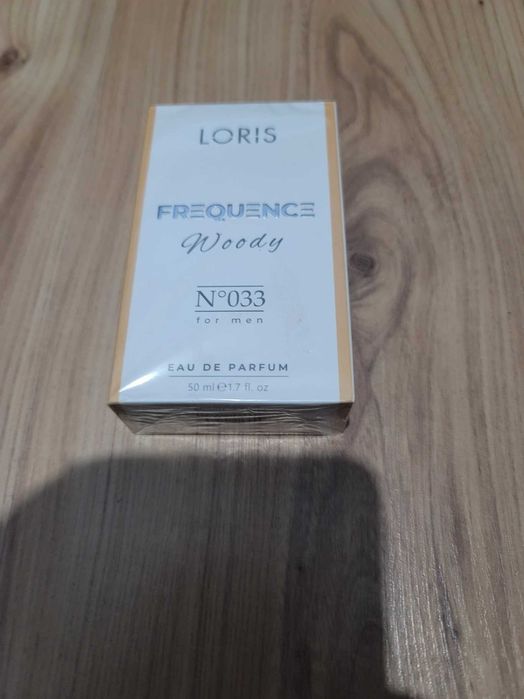 LORIS
FREQUENCE
Woody
N°033
for men
EAU DE PARFUM
50 ml ℮ 1.7 fl. oz